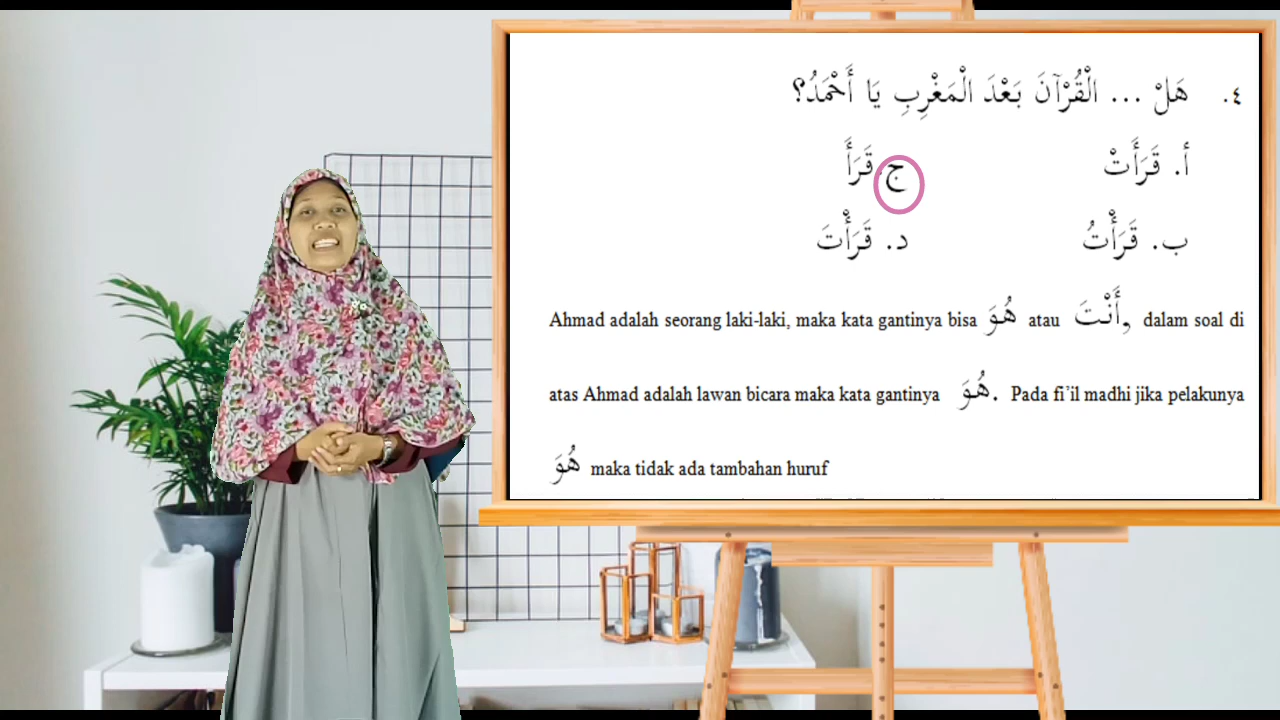 ٤. هَلْ ... الْقُرْآنَ بَعْدَ الْمَغْرِبِ يَا أَحْمَدُ؟
أ. قَرَأَتْ ج. قَرَأَ
ب. قَرَأْتُ د. قَرَأْتَ
Ahmad adalah seorang laki-laki, maka kata gantinya bisa هُوَ atau أَنْتَ, dalam soal di
atas Ahmad adalah lawan bicara maka kata gantinya هُوَ. Pada fi’il madhi jika pelakunya
هُوَ maka tidak ada tambahan huruf